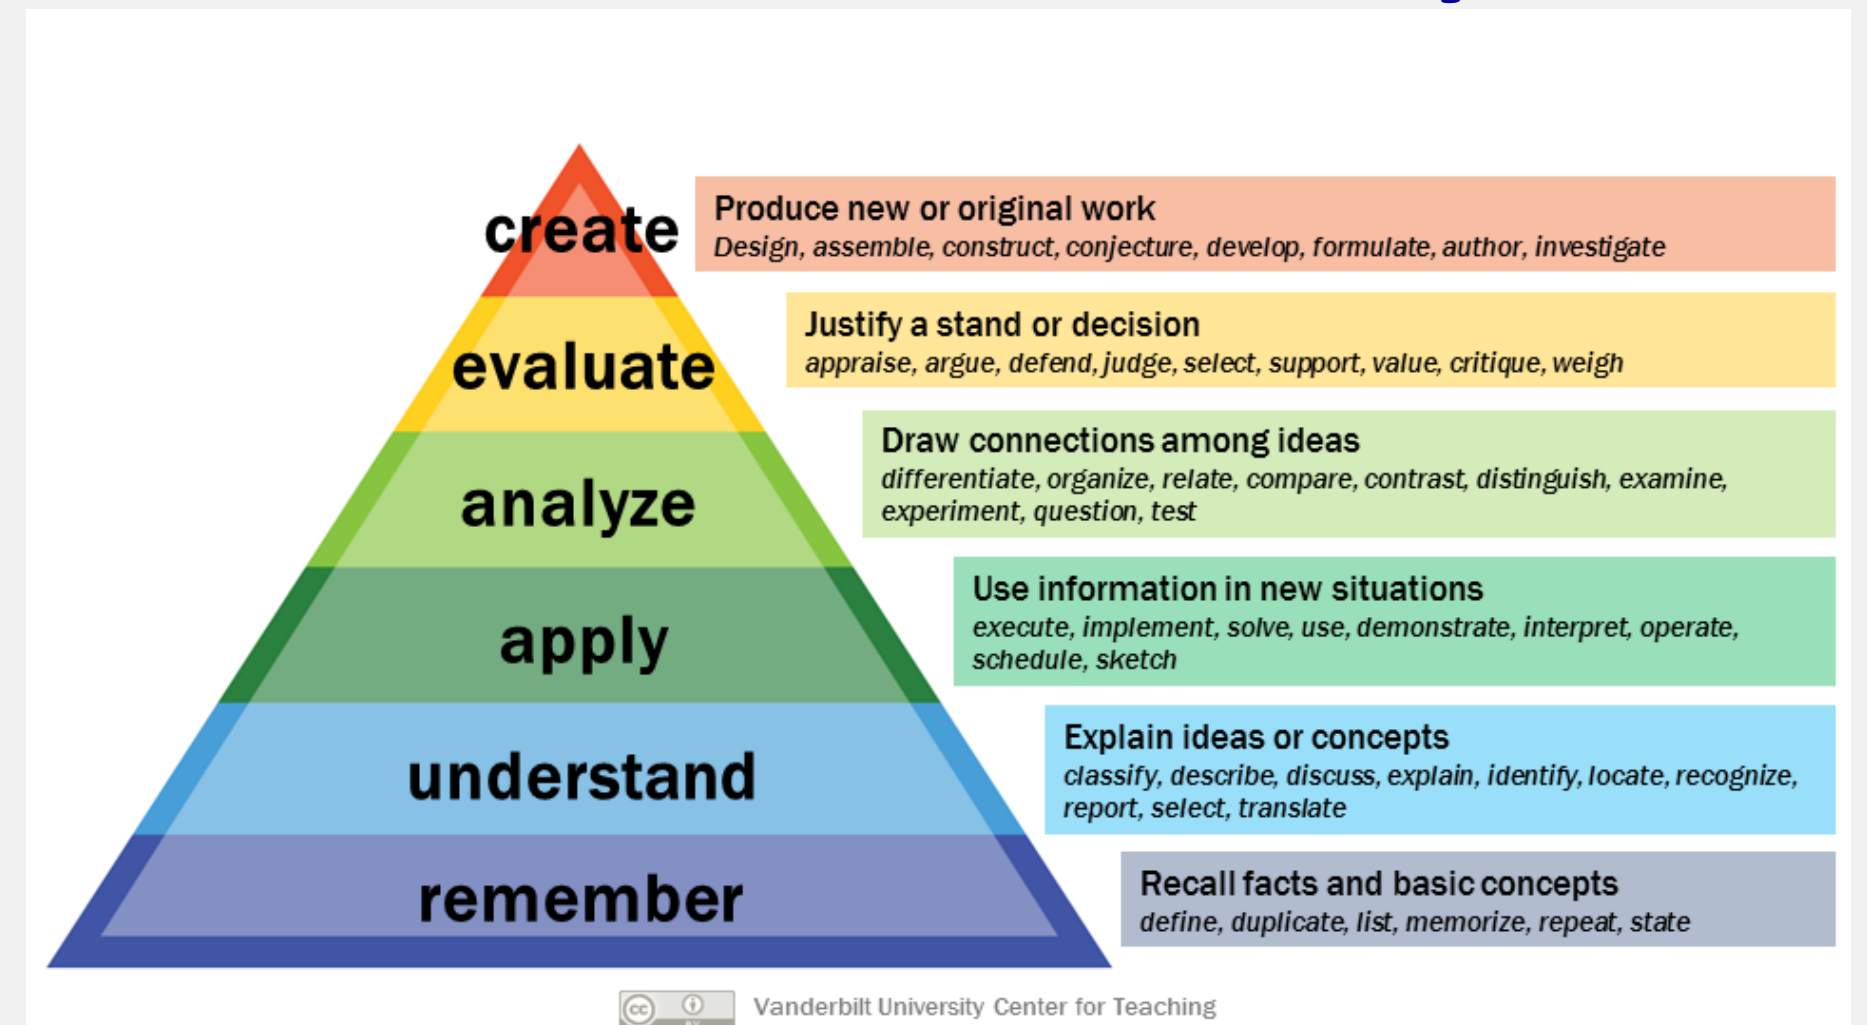 create
Produce new or original work
Design, assemble, construct, conjecture, develop, formulate, author, investigate
evaluate
Justify a stand or decision
appraise, argue, defend, judge, select, support, value, critique, weigh
analyze
Draw connections among ideas
differentiate, organize, relate, compare, contrast, distinguish, examine,
experiment, question, test
apply
Use information in new situations
execute, implement, solve, use, demonstrate, interpret, operate,
schedule, sketch
understand
Explain ideas or concepts
classify, describe, discuss, explain, identify, locate, recognize,
report, select, translate
remember
Recall facts and basic concepts
define, duplicate, list, memorize, repeat, state
cc
Vanderbilt University Center for Teaching